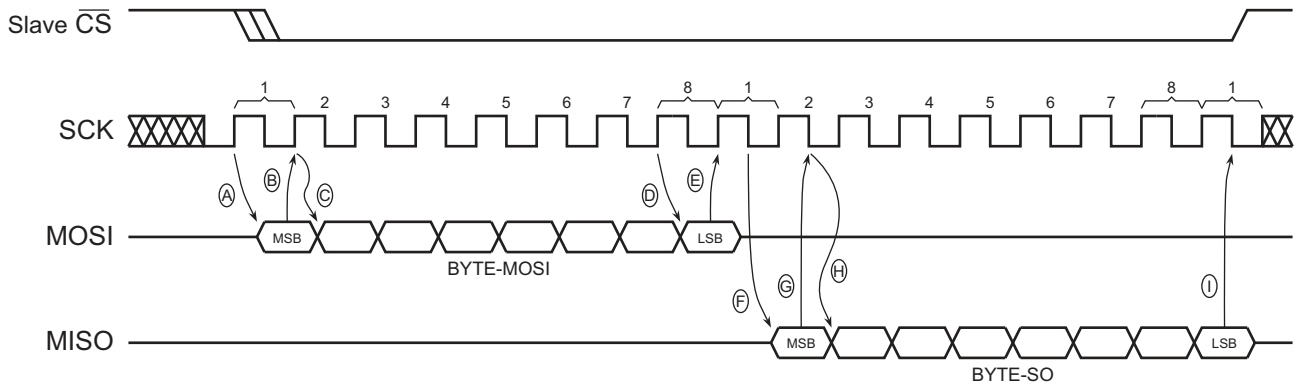 Slave CS
1 2 3 4 5 6 7 8 1 2 3 4 5 6 7 8 1
SCK
A B C D E
MOSI MSB LSB
BYTE-MOSI
F G H I
MISO MSB LSB
BYTE-SO